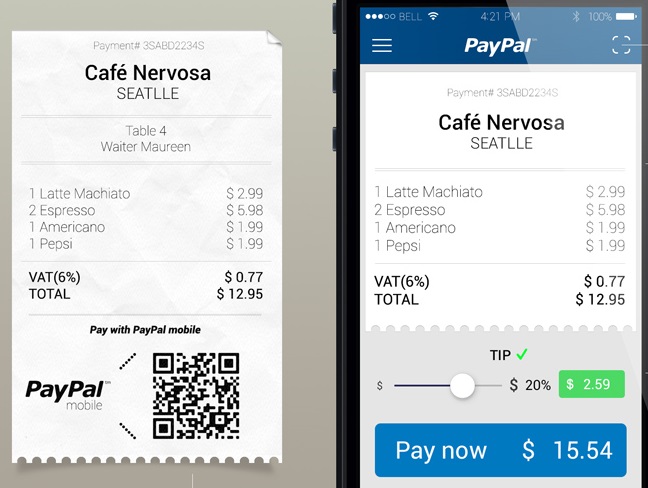 Payment# 3SABD2234S
Café Nervosa
SEATLLE
Table 4
Waiter Maureen
1 Latte Machiato $ 2.99
2 Espresso $ 5.98
1 Americano $ 1.99
1 Pepsi $ 1.99
VAT(6%) $ 0.77
TOTAL $ 12.95
Pay with PayPal mobile
PayPal™
mobile
BELL 4:21 PM 100%
PayPal™
Payment# 3SABD2234S
Café Nervosa
SEATLLE
1 Latte Machiato $ 2.99
2 Espresso $ 5.98
1 Americano $ 1.99
1 Pepsi $ 1.99
VAT(6%) $ 0.77
TOTAL $ 12.95
TIP ✓
$ $ 20% $ 2.59
Pay now $ 15.54